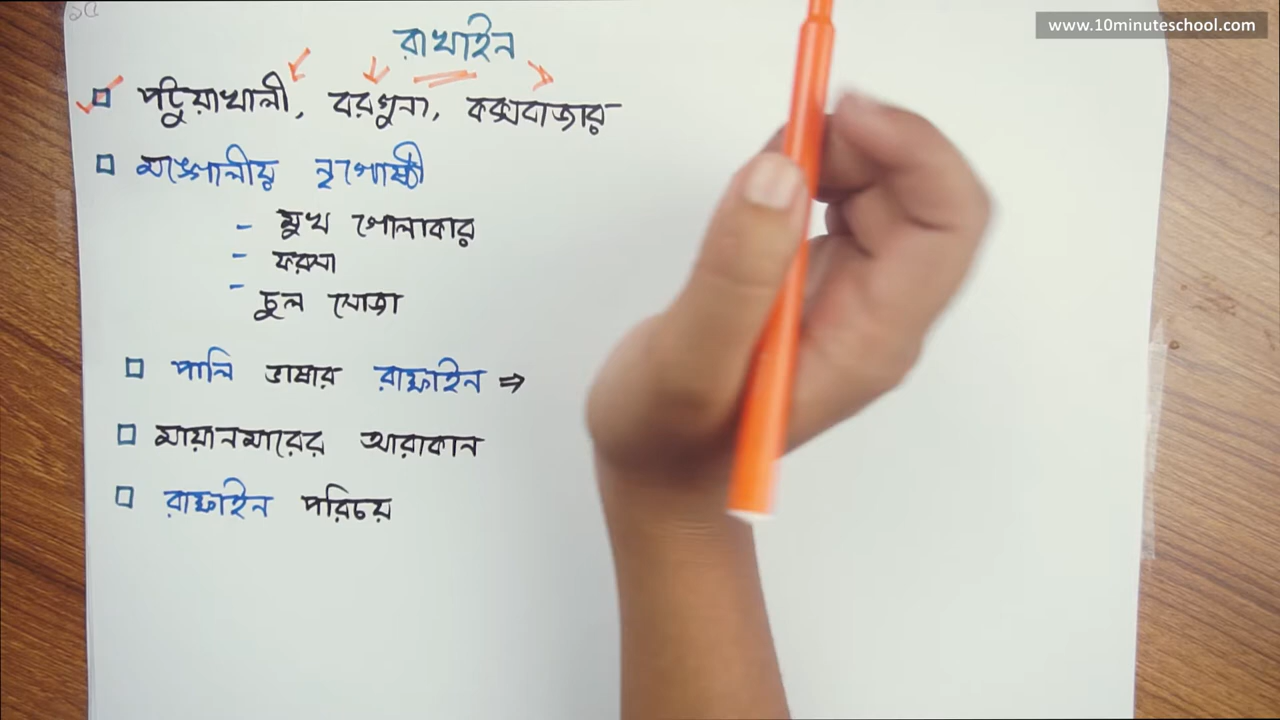 www.10minuteschool.com
রাখাইন
পটুয়াখালী, বরগুনা, কক্সবাজার
মঙ্গোলীয় নৃগোষ্ঠী
- মুখ গোলাকার
- ফরসা
- চুল সোজা
পালি ভাষার রাক্ষাইন ⇒
মায়ানমারের আরাকান
রাক্ষাইন পরিচয়